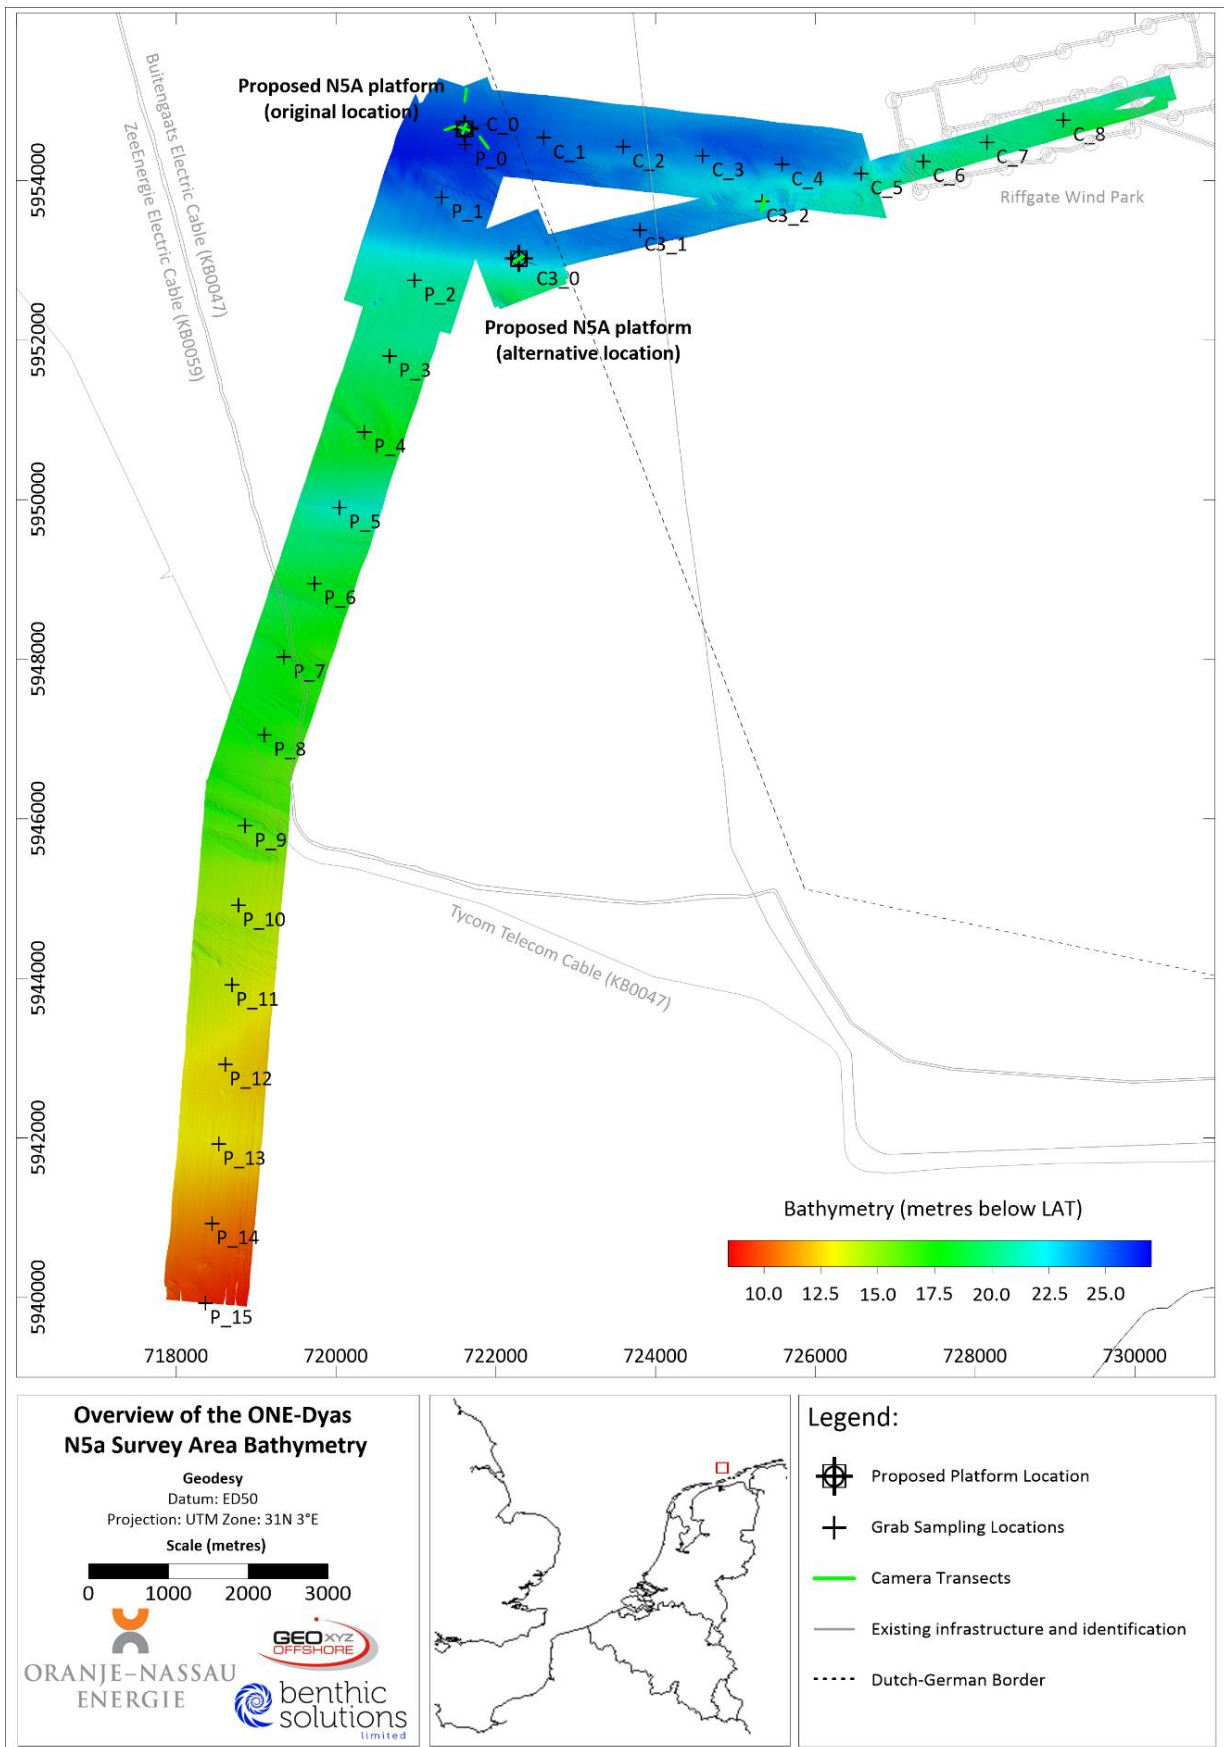 Proposed N5A platform
(original location)
Buitengaats Electric Cable (KB0047)
ZeeEnergie Electric Cable (KB0059)
C_0
P_0
C_1
C_2
C_3
C_4
C_5
C_6
C_7
C_8
Riffgate Wind Park
P_1
C3_2
C3_1
C3_0
P_2
Proposed N5A platform
(alternative location)
P_3
P_4
P_5
P_6
P_7
P_8
P_9
P_10
Tycom Telecom Cable (KB0047)
P_11
P_12
P_13
P_14
P_15
5954000
5952000
5950000
5948000
5946000
5944000
5942000
5940000
Bathymetry (metres below LAT)
10.0 12.5 15.0 17.5 20.0 22.5 25.0
718000 720000 722000 724000 726000 728000 730000
Overview of the ONE-Dyas
N5a Survey Area Bathymetry
Geodesy
Datum: ED50
Projection: UTM Zone: 31N 3°E
Scale (metres)
0 1000 2000 3000
ORANJE–NASSAU
ENERGIE
GEO XYZ
OFFSHORE
benthic
solutions
limited
Legend:
Proposed Platform Location
Grab Sampling Locations
Camera Transects
Existing infrastructure and identification
Dutch-German Border